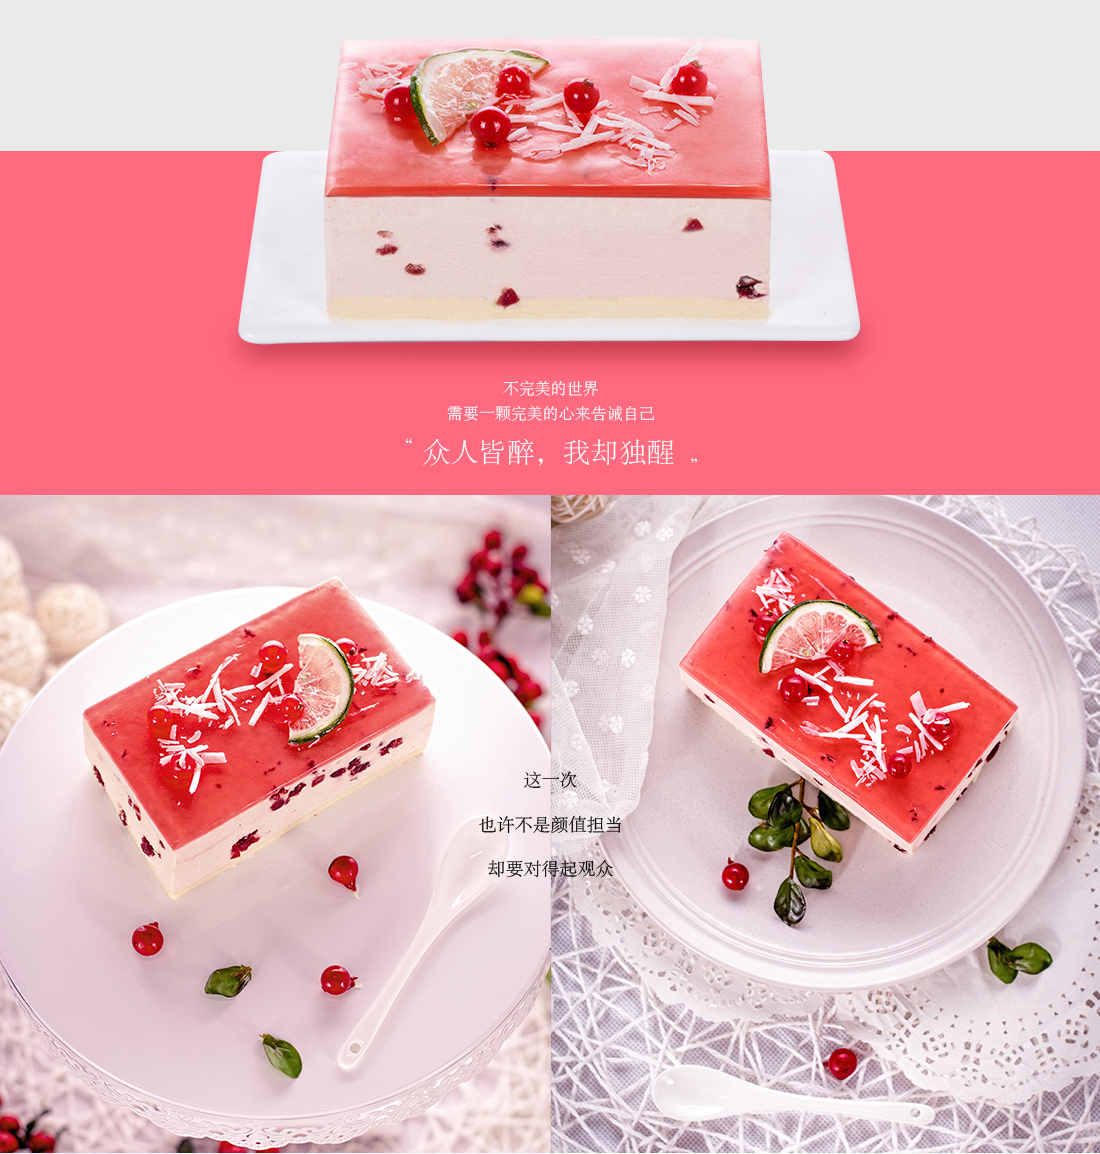 不完美的世界
需要一颗完美的心来告诫自己
“ 众人皆醉，我却独醒 „
这一次
也许不是颜值担当
却要对得起观众